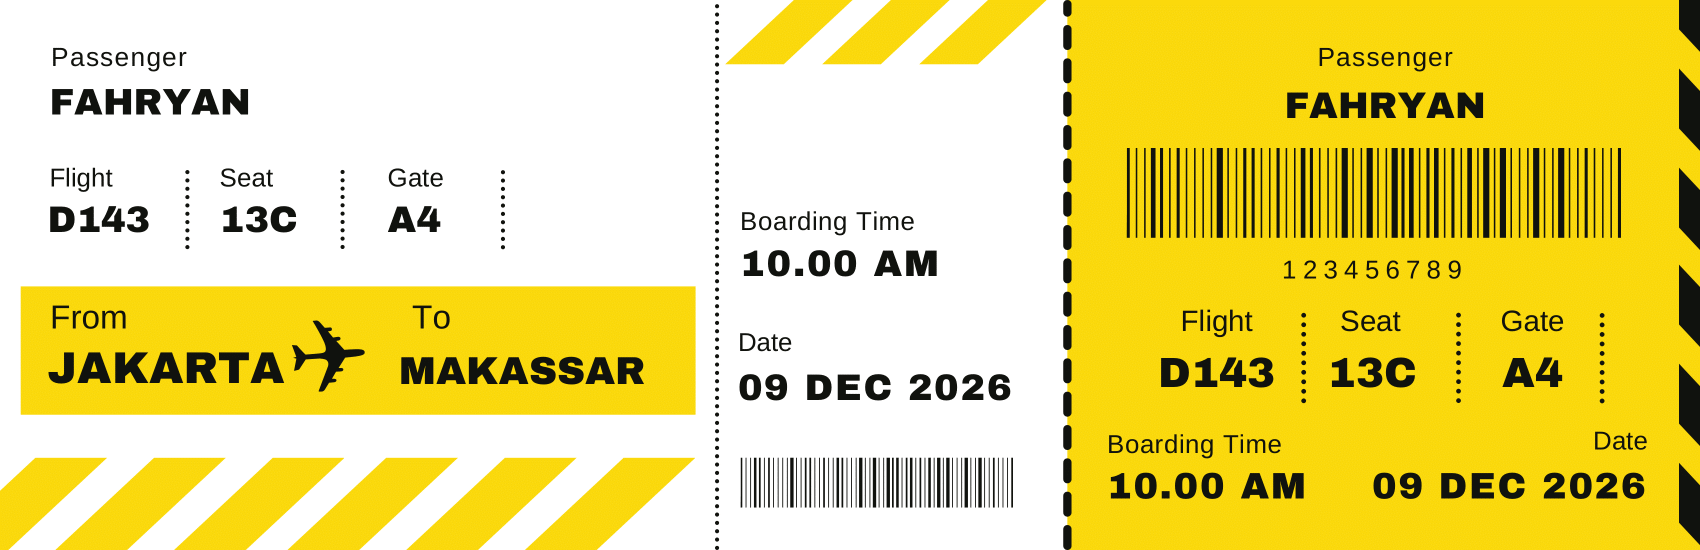 Passenger
FAHRYAN
Flight Seat Gate
D143 13C A4
From To
JAKARTA MAKASSAR
Boarding Time
10.00 AM
Date
09 DEC 2026
Passenger
FAHRYAN
123456789
Flight Seat Gate
D143 13C A4
Boarding Time Date
10.00 AM 09 DEC 2026